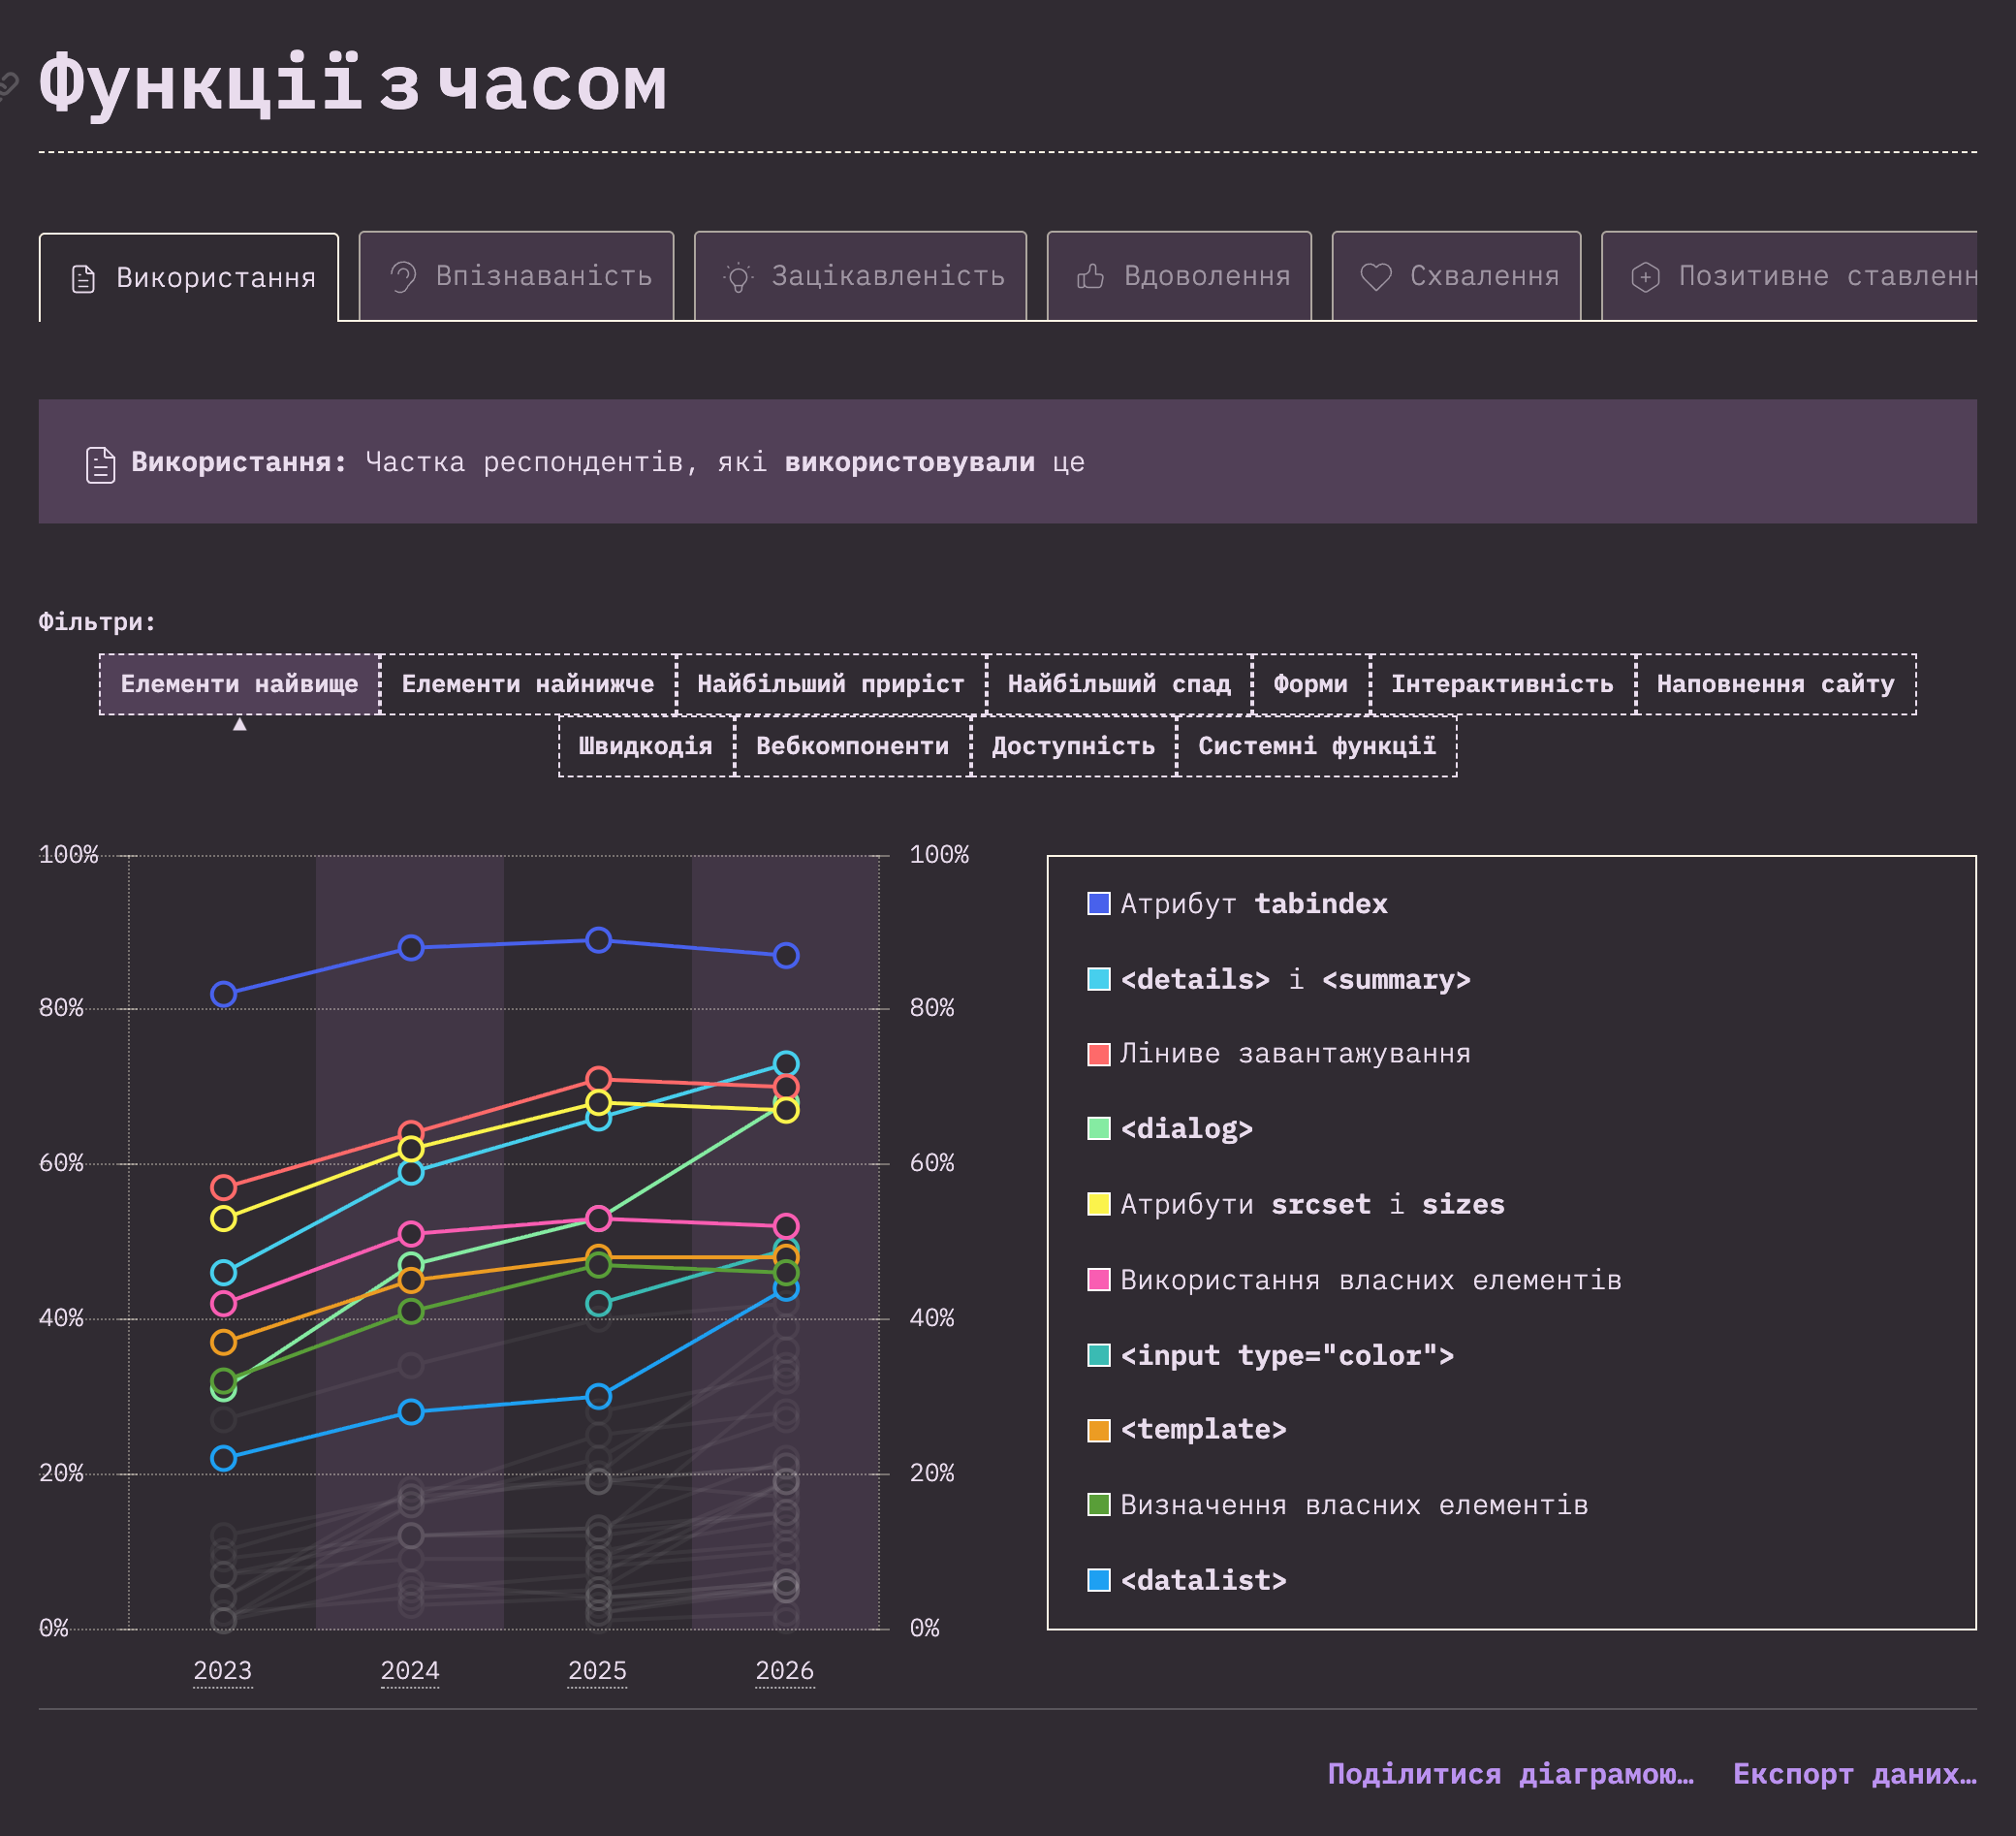 Функції з часом
Використання
Впізнаваність
Зацікавленість
Вдоволення
Схвалення
Позитивне ставленн
Використання: Частка респондентів, які використовували це
Фільтри:
Елементи найвище
Елементи найнижче
Найбільший приріст
Найбільший спад
Форми
Інтерактивність
Наповнення сайту
Швидкодія
Вебкомпоненти
Доступність
Системні функції
100%
80%
60%
40%
20%
0%
100%
80%
60%
40%
20%
0%
2023
2024
2025
2026
Атрибут tabindex
<details> і <summary>
Ліниве завантажування
<dialog>
Атрибути srcset і sizes
Використання власних елементів
<input type="color">
<template>
Визначення власних елементів
<datalist>
Поділитися діаграмою…
Експорт даних…